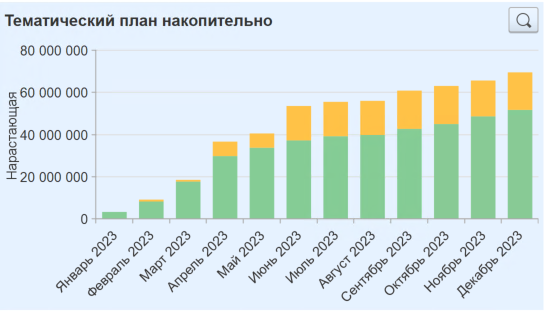 Тематический план накопительно
80 000 000
60 000 000
40 000 000
20 000 000
0
Нарастающая
Январь 2023
Февраль 2023
Март 2023
Апрель 2023
Май 2023
Июнь 2023
Июль 2023
Август 2023
Сентябрь 2023
Октябрь 2023
Ноябрь 2023
Декабрь 2023